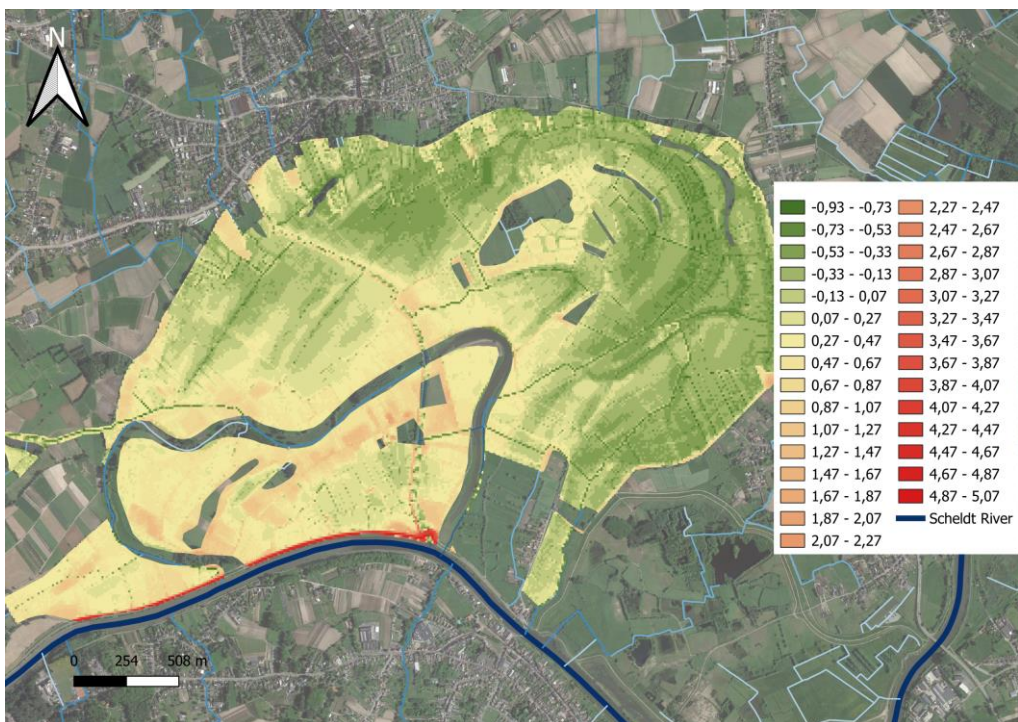 N
-0,93 - -0,73
-0,73 - -0,53
-0,53 - -0,33
-0,33 - -0,13
-0,13 - 0,07
0,07 - 0,27
0,27 - 0,47
0,47 - 0,67
0,67 - 0,87
0,87 - 1,07
1,07 - 1,27
1,27 - 1,47
1,47 - 1,67
1,67 - 1,87
1,87 - 2,07
2,07 - 2,27
2,27 - 2,47
2,47 - 2,67
2,67 - 2,87
2,87 - 3,07
3,07 - 3,27
3,27 - 3,47
3,47 - 3,67
3,67 - 3,87
3,87 - 4,07
4,07 - 4,27
4,27 - 4,47
4,47 - 4,67
4,67 - 4,87
4,87 - 5,07
Scheldt River
0 254 508 m